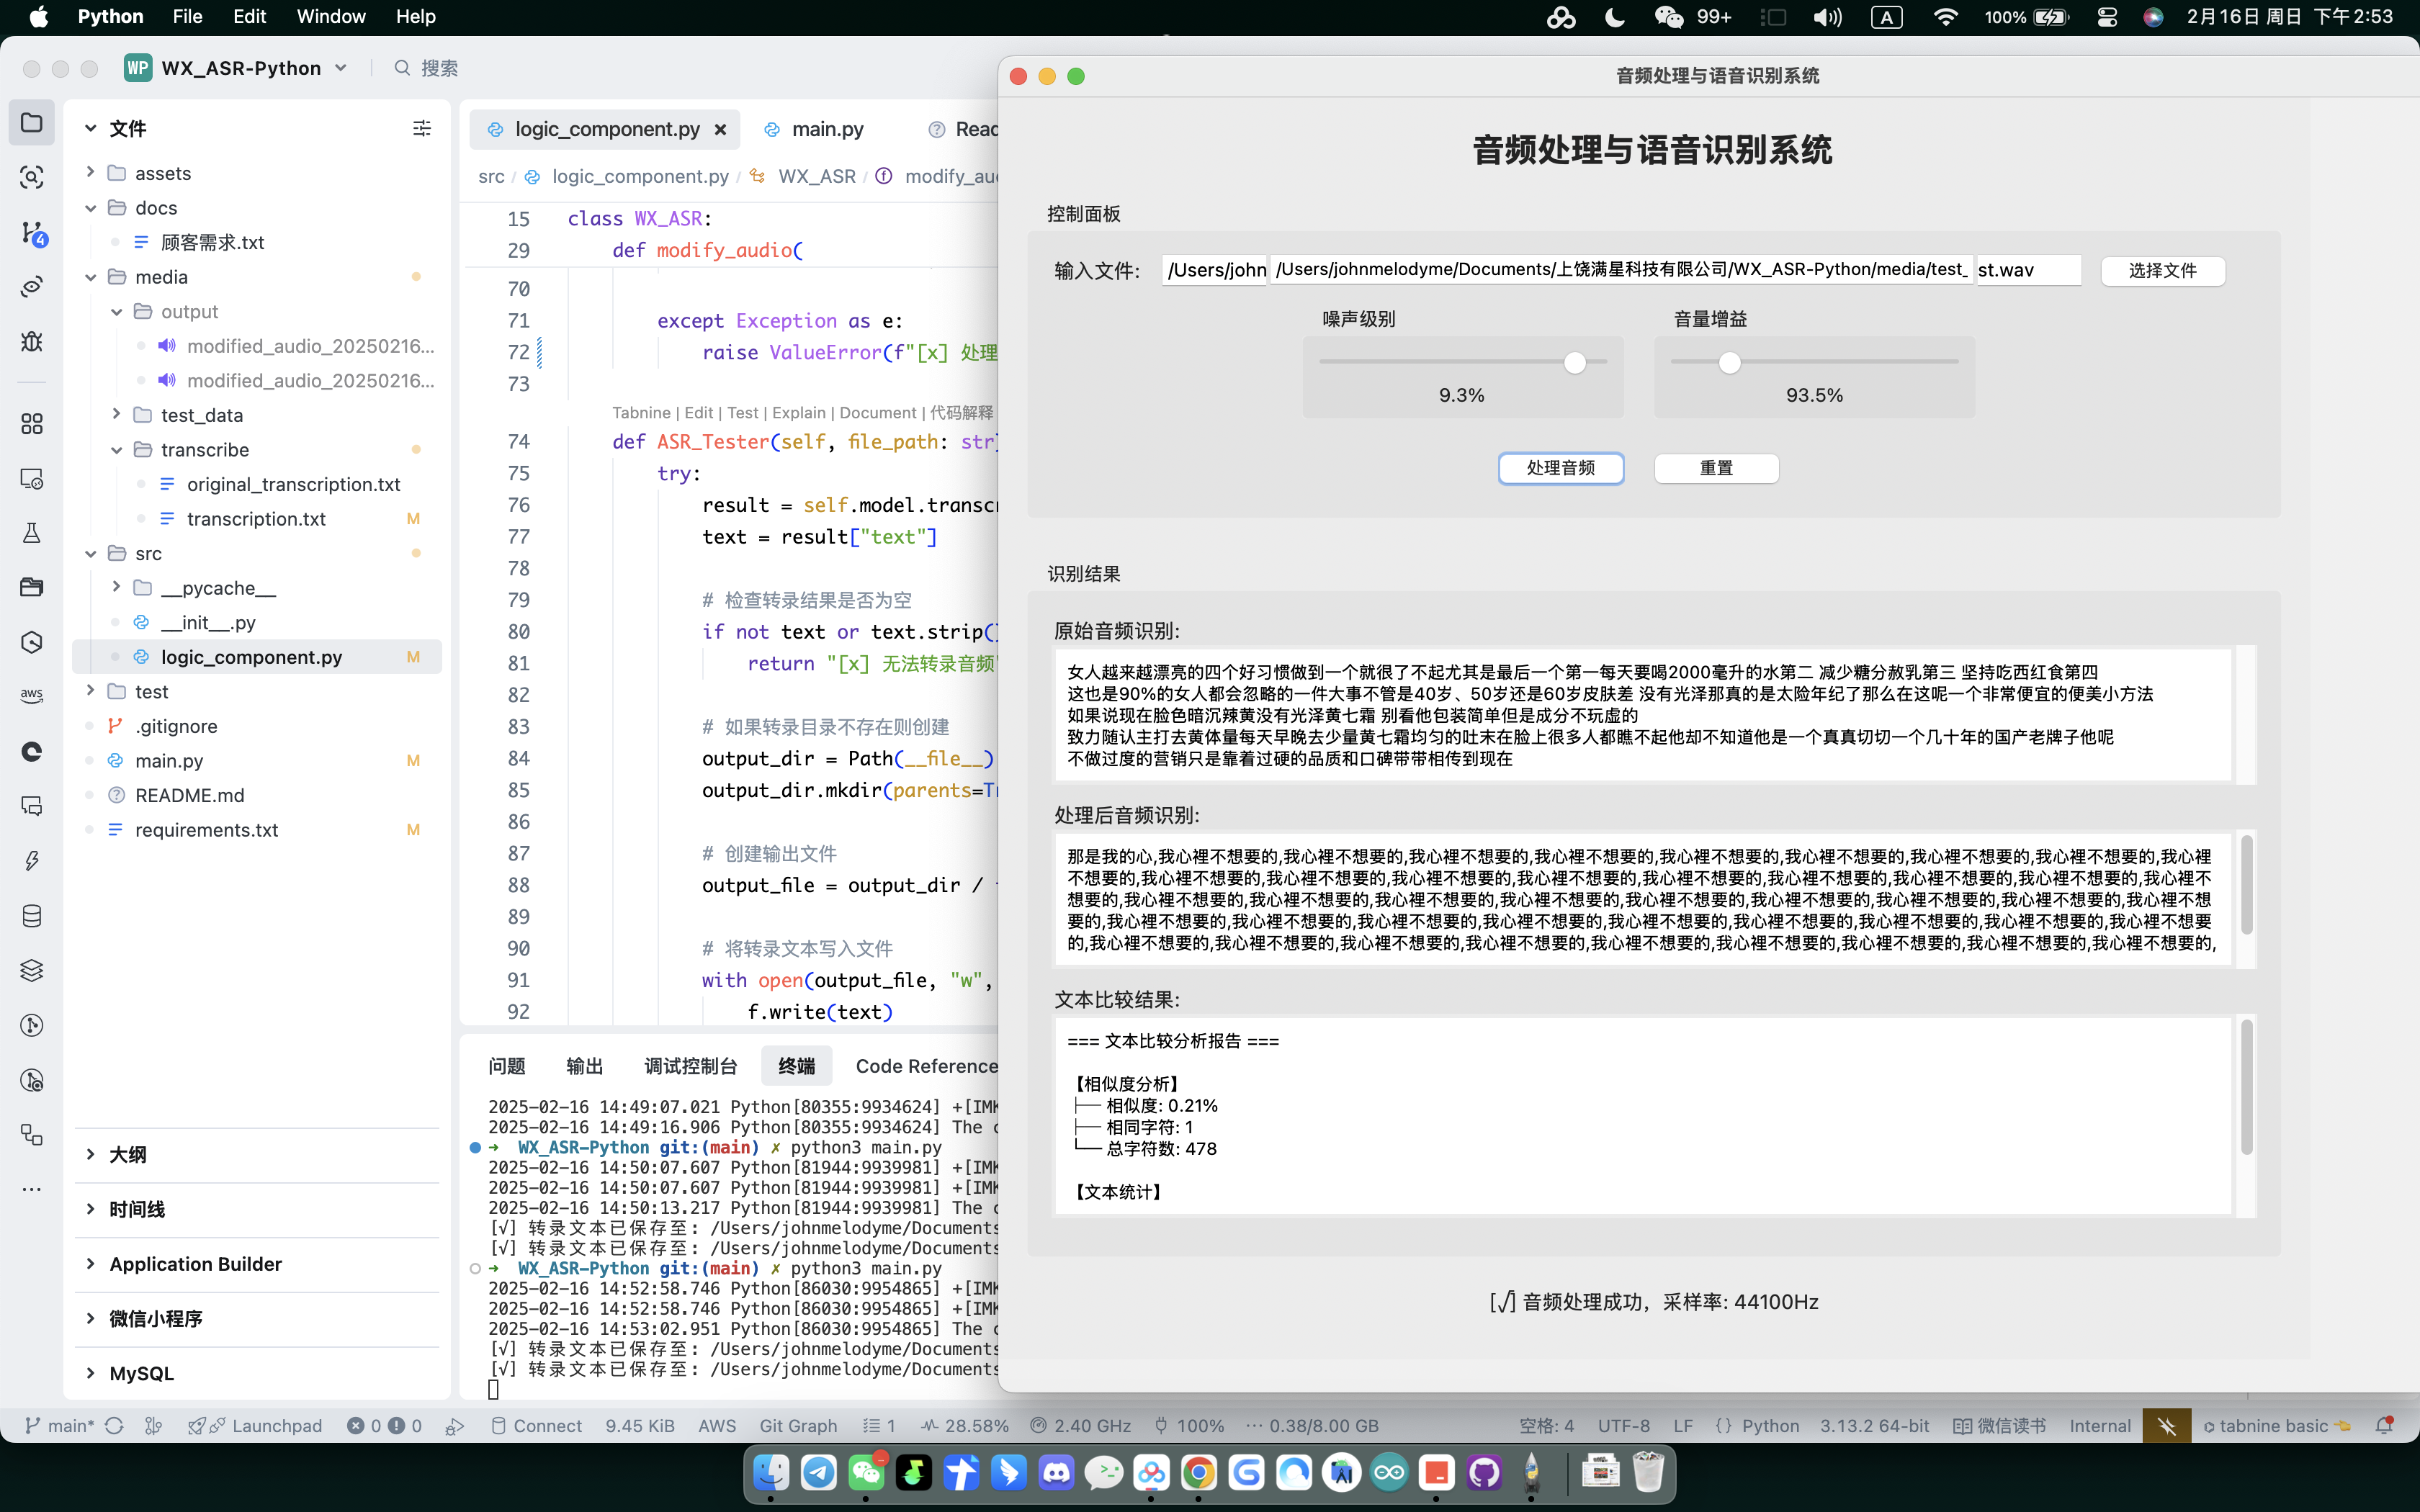 Python File Edit Window Help 99+ A 100% 2月16日 周日 下午2:53
WP WX_ASR-Python 搜索
文件
assets
docs
顾客需求.txt
media
output
modified_audio_20250216...
modified_audio_20250216...
test_data
transcribe
original_transcription.txt
transcription.txt M
src
__pycache__
__init__.py
logic_component.py M
test
.gitignore
main.py M
README.md
requirements.txt M
大纲
时间线
Application Builder
微信小程序
MySQL
4
aws
logic_component.py main.py Read
src / logic_component.py / WX_ASR / modify_au
15 class WX_ASR:
29 def modify_audio(
70
71 except Exception as e:
72 raise ValueError(f"[x] 处理
73
Tabnine | Edit | Test | Explain | Document | 代码解释
74 def ASR_Tester(self, file_path: str)
75 try:
76 result = self.model.transcr
77 text = result["text"]
78
79 # 检查转录结果是否为空
80 if not text or text.strip()
81 return "[x] 无法转录音频"
82
83 # 如果转录目录不存在则创建
84 output_dir = Path(__file__)
85 output_dir.mkdir(parents=Tr
86
87 # 创建输出文件
88 output_file = output_dir /
89
90 # 将转录文本写入文件
91 with open(output_file, "w",
92 f.write(text)
问题 输出 调试控制台 终端 Code Reference
2025-02-16 14:49:07.021 Python[80355:9934624] +[IMK
2025-02-16 14:49:16.906 Python[80355:9934624] The c
➜ WX_ASR-Python git:(main) ✗ python3 main.py
2025-02-16 14:50:07.607 Python[81944:9939981] +[IMK
2025-02-16 14:50:07.607 Python[81944:9939981] +[IMK
2025-02-16 14:50:13.217 Python[81944:9939981] The c
[√] 转录文本已保存至: /Users/johnmelodyme/Documents
[√] 转录文本已保存至: /Users/johnmelodyme/Documents
➜ WX_ASR-Python git:(main) ✗ python3 main.py
2025-02-16 14:52:58.746 Python[86030:9954865] +[IMK
2025-02-16 14:52:58.746 Python[86030:9954865] +[IMK
2025-02-16 14:53:02.951 Python[86030:9954865] The c
[√] 转录文本已保存至: /Users/johnmelodyme/Documents
[√] 转录文本已保存至: /Users/johnmelodyme/Documents
音频处理与语音识别系统
音频处理与语音识别系统
控制面板
输入文件: /Users/john /Users/johnmelodyme/Documents/上饶满星科技有限公司/WX_ASR-Python/media/test_ st.wav 选择文件
噪声级别 音量增益
9.3% 93.5%
处理音频 重置
识别结果
原始音频识别:
女人越来越漂亮的四个好习惯做到一个就很了不起尤其是最后一个第一每天要喝2000毫升的水第二 减少糖分赦乳第三 坚持吃西红食第四
这也是90%的女人都会忽略的一件大事不管是40岁、50岁还是60岁皮肤差 没有光泽那真的是太险年纪了那么在这呢一个非常便宜的便美小方法
如果说现在脸色暗沉辣黄没有光泽黄七霜 别看他包装简单但是成分不玩虚的
致力随认主打去黄体量每天早晚去少量黄七霜均匀的吐末在脸上很多人都瞧不起他却不知道他是一个真真切切一个几十年的国产老牌子他呢
不做过度的营销只是靠着过硬的品质和口碑带带相传到现在
处理后音频识别:
那是我的心,我心裡不想要的,我心裡不想要的,我心裡不想要的,我心裡不想要的,我心裡不想要的,我心裡不想要的,我心裡不想要的,我心裡不想要的,我心裡
不想要的,我心裡不想要的,我心裡不想要的,我心裡不想要的,我心裡不想要的,我心裡不想要的,我心裡不想要的,我心裡不想要的,我心裡不想要的,我心裡不
想要的,我心裡不想要的,我心裡不想要的,我心裡不想要的,我心裡不想要的,我心裡不想要的,我心裡不想要的,我心裡不想要的,我心裡不想要的,我心裡不想
要的,我心裡不想要的,我心裡不想要的,我心裡不想要的,我心裡不想要的,我心裡不想要的,我心裡不想要的,我心裡不想要的,我心裡不想要的,我心裡不想要
的,我心裡不想要的,我心裡不想要的,我心裡不想要的,我心裡不想要的,我心裡不想要的,我心裡不想要的,我心裡不想要的,我心裡不想要的,我心裡不想要的,
文本比较结果:
=== 文本比较分析报告 ===
【相似度分析】
├── 相似度: 0.21%
├── 相同字符: 1
└── 总字符数: 478
【文本统计】
[√] 音频处理成功，采样率: 44100Hz
main* Launchpad 0 0 Connect 9.45 KiB AWS Git Graph 1 28.58% 2.40 GHz 100% 0.38/8.00 GB 空格: 4 UTF-8 LF {} Python 3.13.2 64-bit 微信读书 Internal tabnine basic